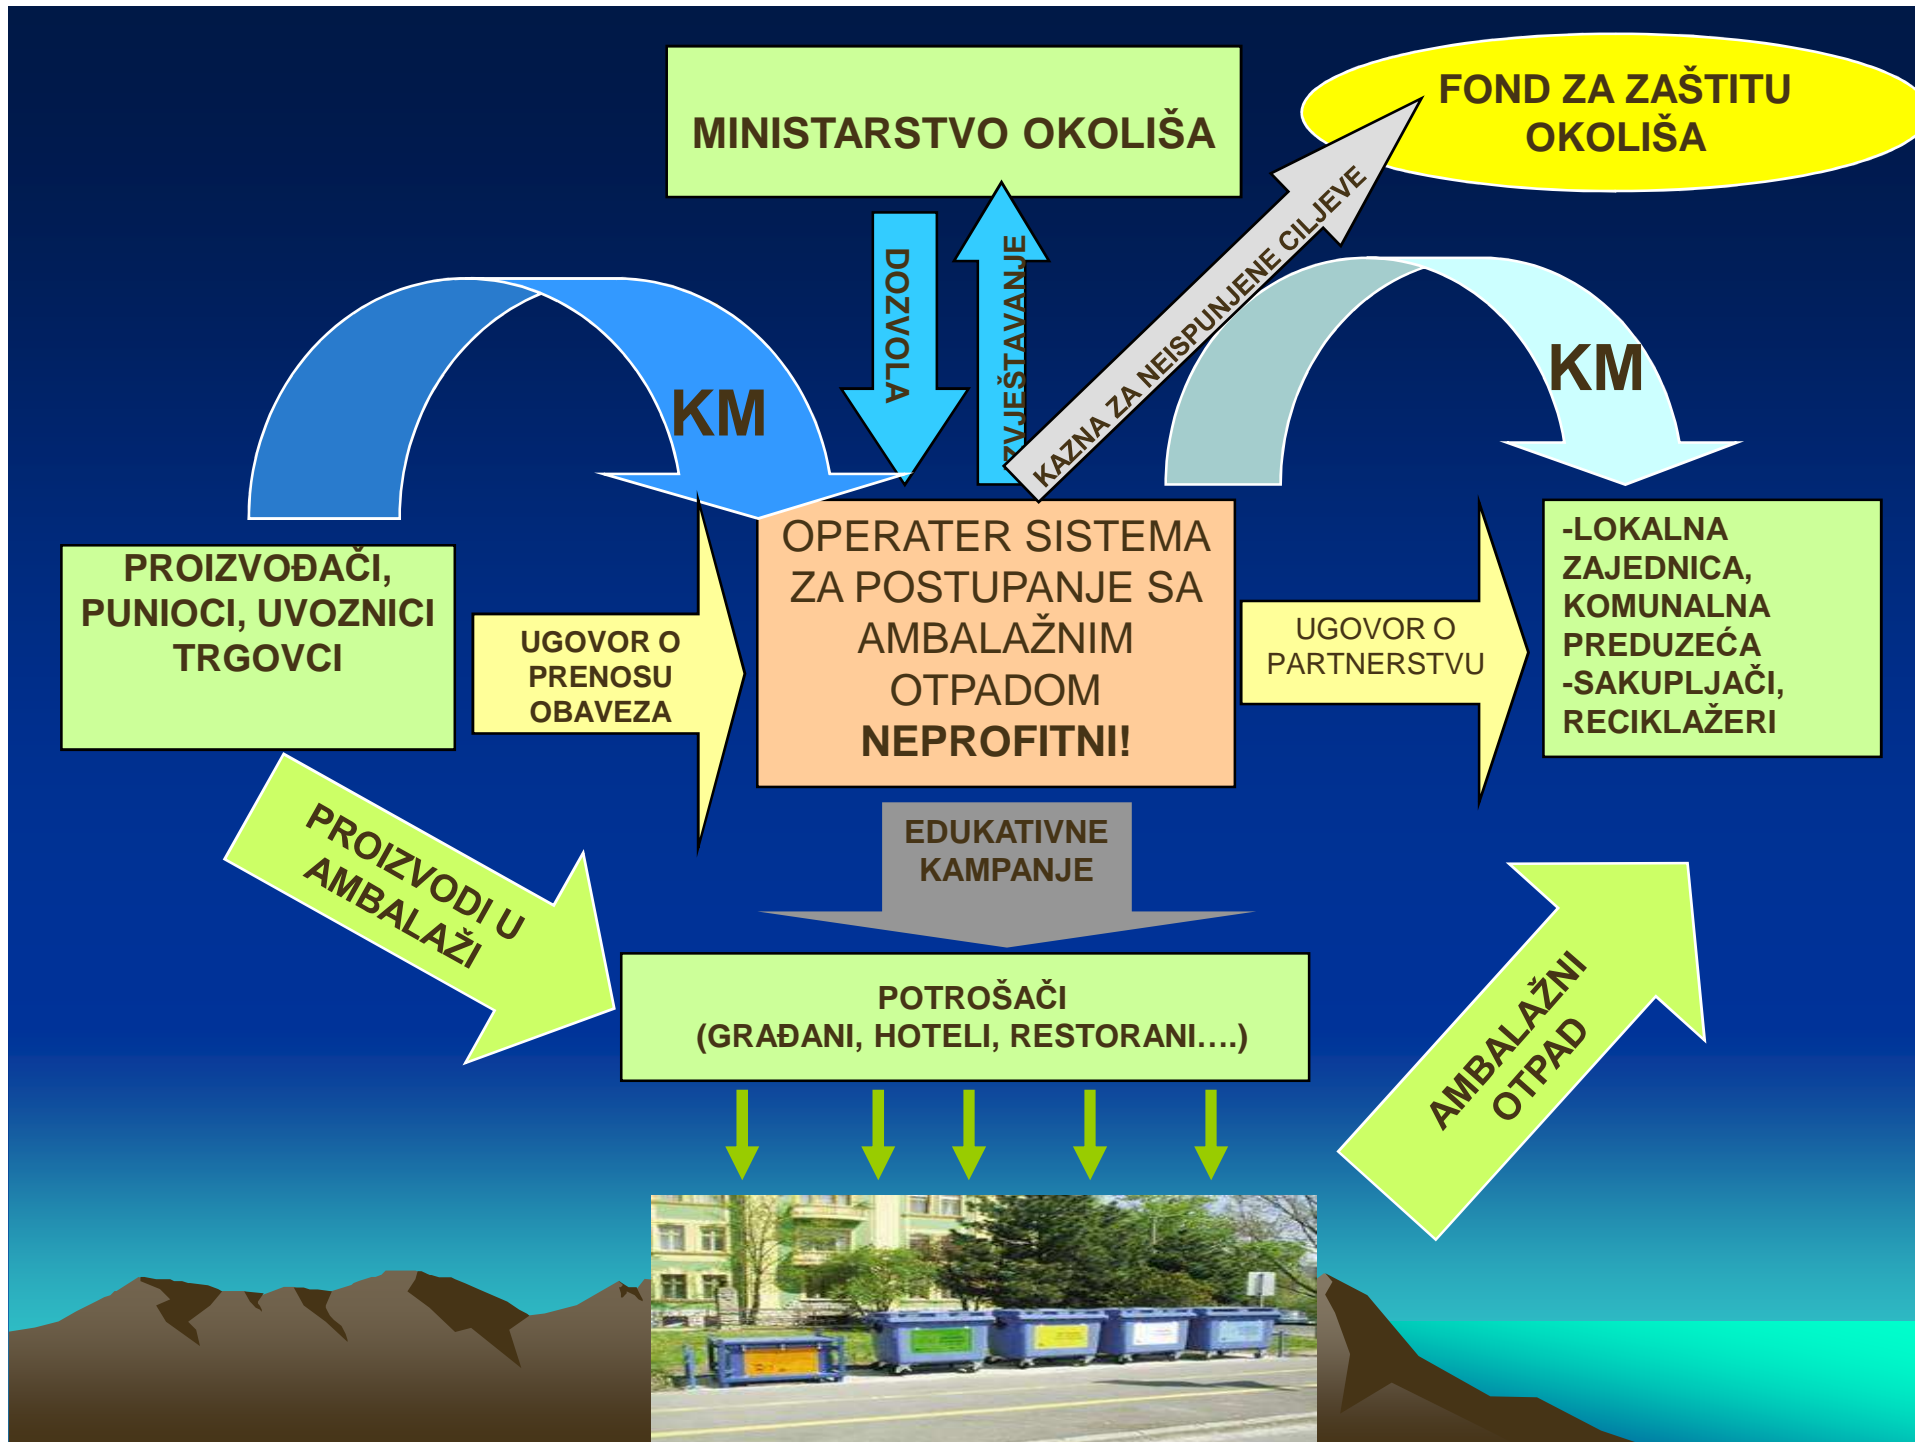 MINISTARSTVO OKOLIŠA
FOND ZA ZAŠTITU
OKOLIŠA
DOZVOLA
IZVJEŠTAVANJE
KAZNA ZA NEISPUNJENE CILJEVE
KM
KM
PROIZVOĐAČI,
PUNIOCI, UVOZNICI
TRGOVCI
UGOVOR O
PRENOSU
OBAVEZA
OPERATER SISTEMA
ZA POSTUPANJE SA
AMBALAŽNIM
OTPADOM
NEPROFITNI!
UGOVOR O
PARTNERSTVU
-LOKALNA
ZAJEDNICA,
KOMUNALNA
PREDUZEĆA
-SAKUPLJAČI,
RECIKLAŽERI
PROIZVODI U
AMBALAŽI
EDUKATIVNE
KAMPANJE
POTROŠAČI
(GRAĐANI, HOTELI, RESTORANI….)
AMBALAŽNI
OTPAD